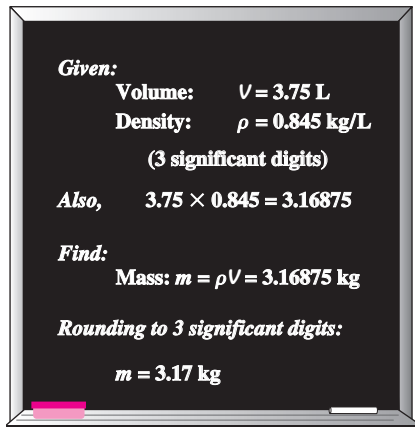 Given:
Volume: V = 3.75 L
Density: ρ = 0.845 kg/L
(3 significant digits)
Also, 3.75 × 0.845 = 3.16875
Find:
Mass: m = ρV = 3.16875 kg
Rounding to 3 significant digits:
m = 3.17 kg